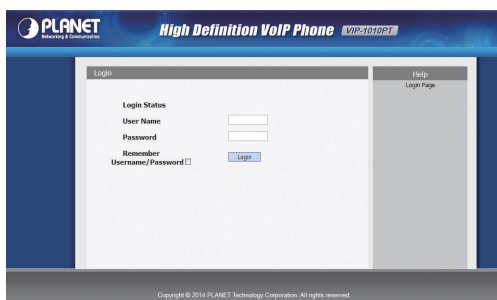 PLANET
Networking & Communication
High Definition VoIP Phone VIP-1010PT
Login
Help
Login Page
Login Status
User Name
Password
Remember
Username/Password
Login
Copyright © 2014 PLANET Technology Corporation. All rights reserved.